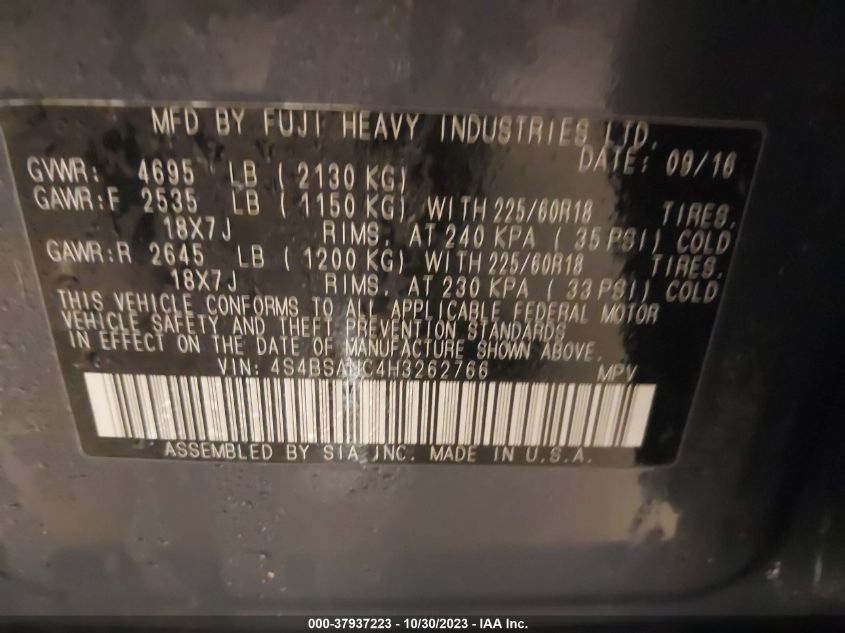 MFD BY FUJI HEAVY INDUSTRIES LTD.
DATE: 09/16
GVWR: 4695 LB ( 2130 KG)
GAWR:F 2535 LB ( 1150 KG) WITH 225/60R18 TIRES,
18X7J RIMS, AT 240 KPA ( 35 PSI) COLD
GAWR:R 2645 LB ( 1200 KG) WITH 225/60R18 TIRES,
18X7J RIMS, AT 230 KPA ( 33 PSI) COLD
THIS VEHICLE CONFORMS TO ALL APPLICABLE FEDERAL MOTOR
VEHICLE SAFETY AND THEFT PREVENTION STANDARDS
IN EFFECT ON THE DATE OF MANUFACTURE SHOWN ABOVE.
VIN: 4S4BSANC4H3262766 MPV
ASSEMBLED BY SIA INC. MADE IN U.S.A.
000-37937223 - 10/30/2023 - IAA Inc.